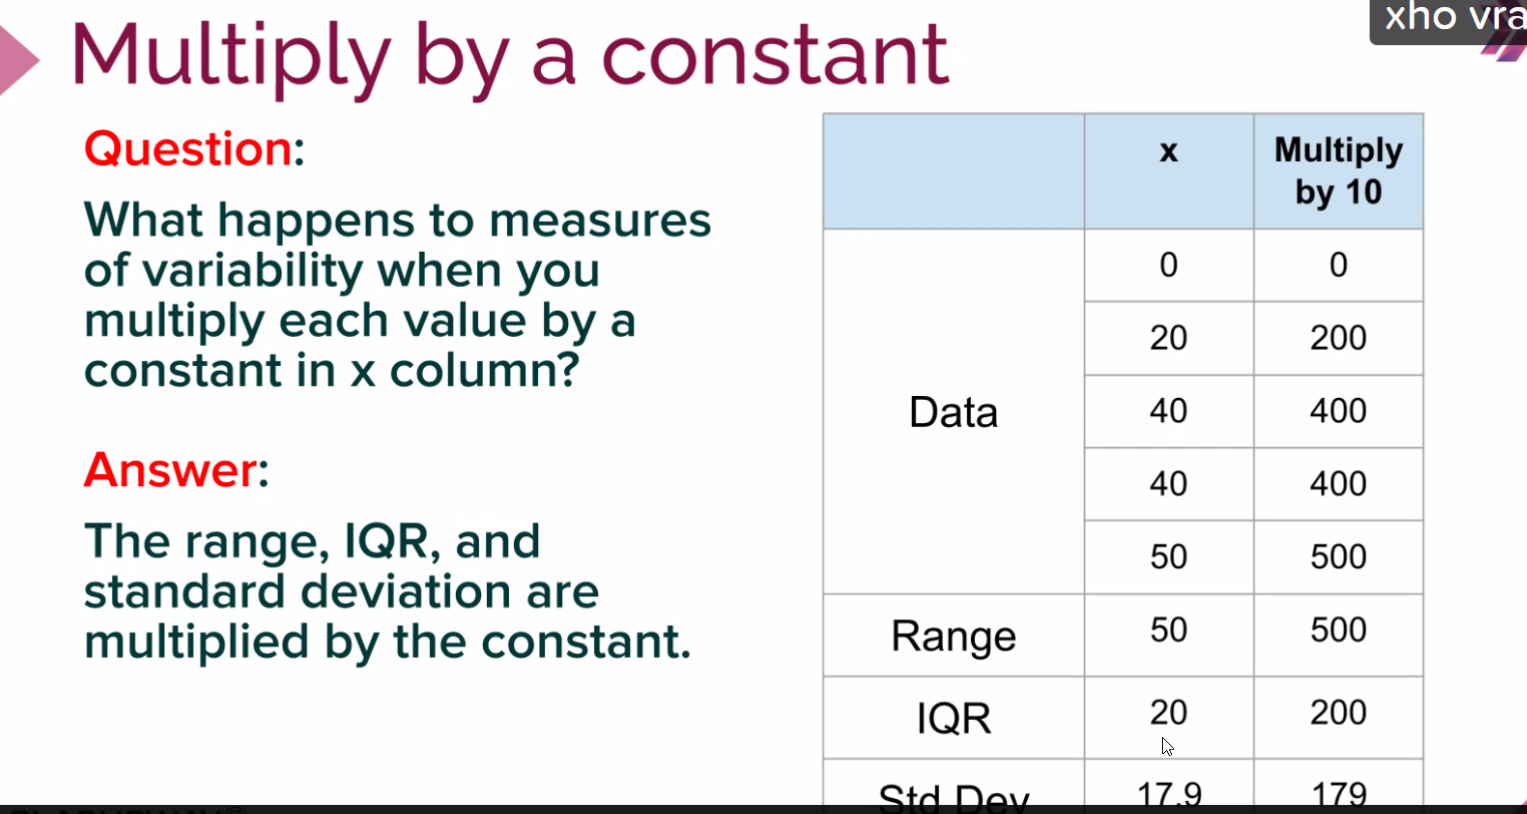 xho vra
Multiply by a constant
Question:
What happens to measures
of variability when you
multiply each value by a
constant in x column?
Answer:
The range, IQR, and
standard deviation are
multiplied by the constant.
x Multiply
by 10
Data
0 0
20 200
40 400
40 400
50 500
Range 50 500
IQR 20 200
Std Dev 17.9 179